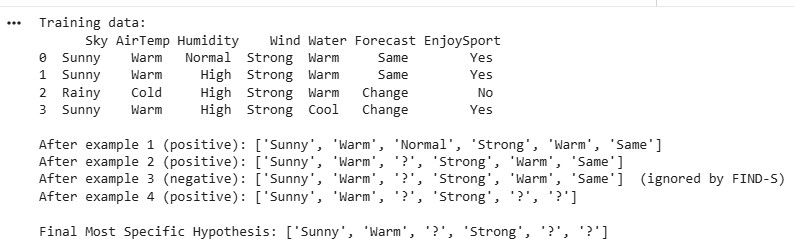 ••• Training data:
Sky AirTemp Humidity Wind Water Forecast EnjoySport
0 Sunny Warm Normal Strong Warm Same Yes
1 Sunny Warm High Strong Warm Same Yes
2 Rainy Cold High Strong Warm Change No
3 Sunny Warm High Strong Cool Change Yes
After example 1 (positive): ['Sunny', 'Warm', 'Normal', 'Strong', 'Warm', 'Same']
After example 2 (positive): ['Sunny', 'Warm', '?', 'Strong', 'Warm', 'Same']
After example 3 (negative): ['Sunny', 'Warm', '?', 'Strong', 'Warm', 'Same'] (ignored by FIND-S)
After example 4 (positive): ['Sunny', 'Warm', '?', 'Strong', '?', '?']
Final Most Specific Hypothesis: ['Sunny', 'Warm', '?', 'Strong', '?', '?']